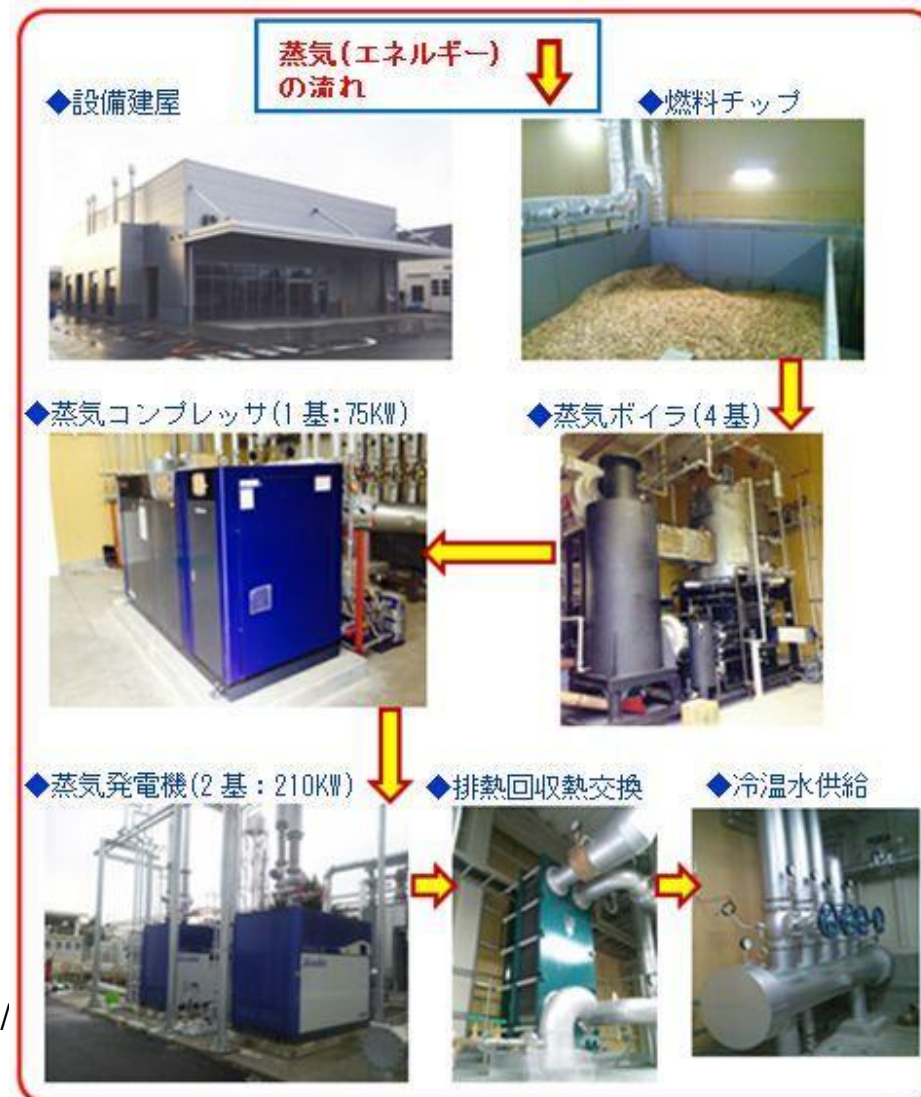 蒸気(エネルギー)
の流れ
◆設備建屋
◆燃料チップ
◆蒸気コンプレッサ(1基:75KW)
◆蒸気ボイラ(4基)
◆蒸気発電機(2基：210KW)
◆排熱回収熱交換
◆冷温水供給
/